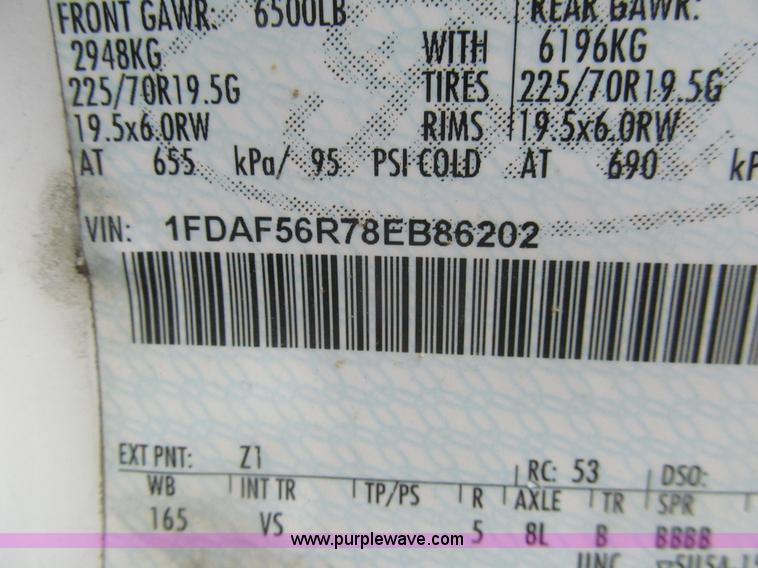 FRONT GAWR: 6500LB REAR GAWR:
2948KG WITH 6196KG
225/70R19.5G TIRES 225/70R19.5G
19.5x6.0RW RIMS 19.5x6.0RW
AT 655 kPa/ 95 PSI COLD AT 690
VIN: 1FDAF56R78EB86202
EXT PNT: Z1 RC: 53 DSO:
WB INT TR TP/PS R AXLE TR SPR
165 VS 5 8L B BBBB
www.purplewave.com